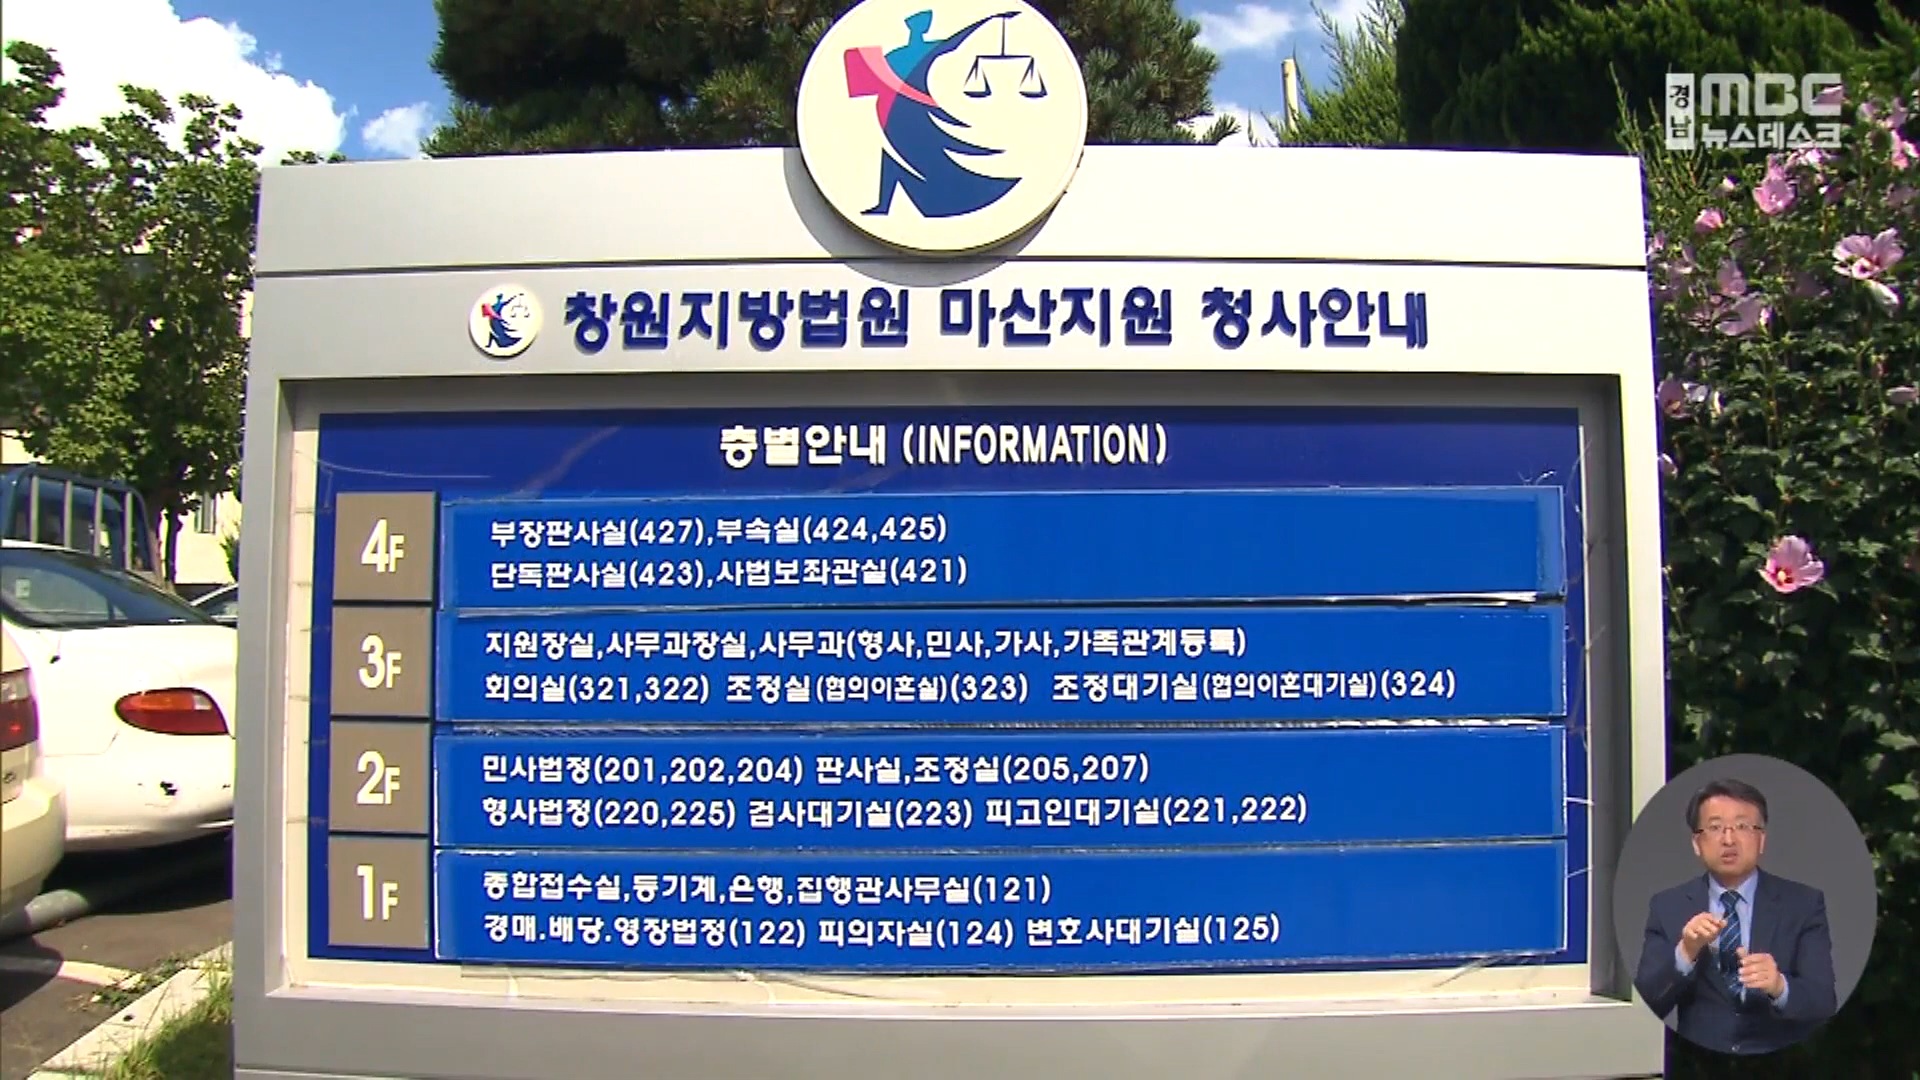 경남
MBC
뉴스데스크
창원지방법원 마산지원 청사안내
층별안내 (INFORMATION)
4F
부장판사실(427),부속실(424,425)
단독판사실(423),사법보좌관실(421)
3F
지원장실,사무과장실,사무과(형사,민사,가사,가족관계등록)
회의실(321,322) 조정실(협의이혼실)(323) 조정대기실(협의이혼대기실)(324)
2F
민사법정(201,202,204) 판사실,조정실(205,207)
형사법정(220,225) 검사대기실(223) 피고인대기실(221,222)
1F
종합접수실,등기계,은행,집행관사무실(121)
경매.배당.영장법정(122) 피의자실(124) 변호사대기실(125)